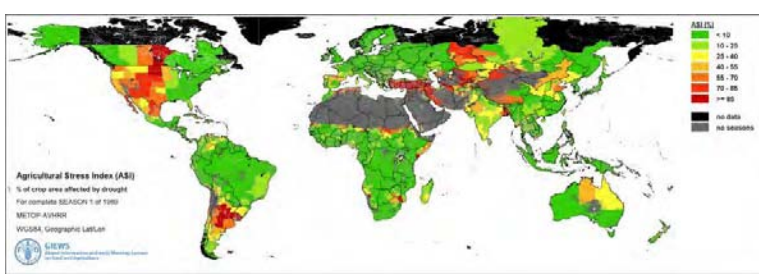 ASI (%)
< 10
10 - 25
25 - 40
40 - 55
55 - 70
70 - 85
>= 85
no data
no seasons
Agricultural Stress Index (ASI)
% of crop area affected by drought
For complete SEASON 1 of 1989
METOP-AVHRR
WGS84, Geographic Lat/Lon
GIEWS